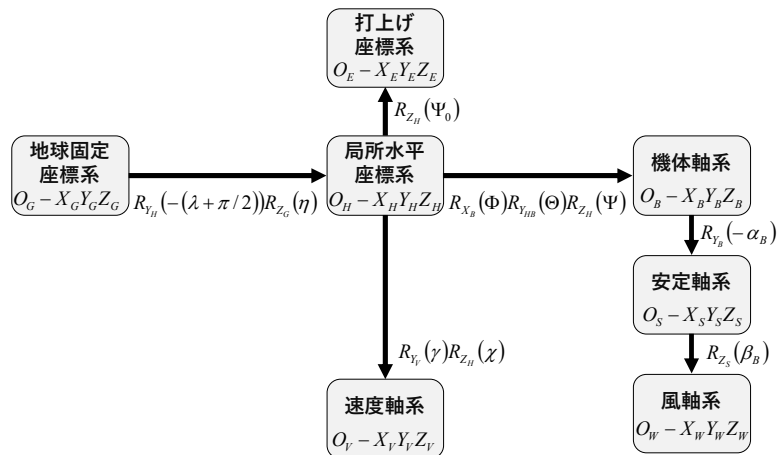 打上げ
座標系
O_E − X_E Y_E Z_E
R_{Z_H}(Ψ_0)
地球固定
座標系
O_G − X_G Y_G Z_G
R_{Y_H}(−(λ + π / 2))R_{Z_G}(η)
局所水平
座標系
O_H − X_H Y_H Z_H
R_{X_B}(Φ)R_{Y_{HB}}(Θ)R_{Z_H}(Ψ)
機体軸系
O_B − X_B Y_B Z_B
R_{Y_B}(−α_B)
安定軸系
O_S − X_S Y_S Z_S
R_{Z_S}(β_B)
風軸系
O_W − X_W Y_W Z_W
R_{Y_V}(γ)R_{Z_H}(χ)
速度軸系
O_V − X_V Y_V Z_V